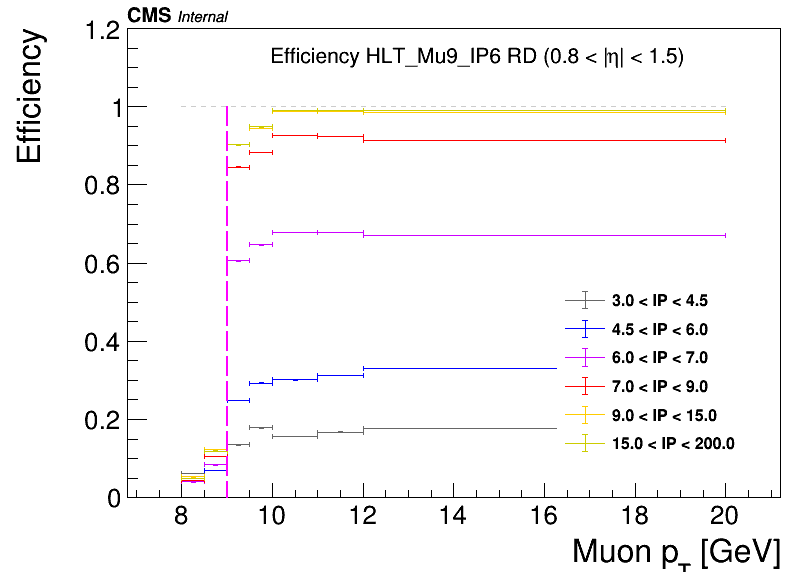 CMS Internal
Efficiency HLT_Mu9_IP6 RD (0.8 < |η| < 1.5)
Efficiency
1.2
1
0.8
0.6
0.4
0.2
0
3.0 < IP < 4.5
4.5 < IP < 6.0
6.0 < IP < 7.0
7.0 < IP < 9.0
9.0 < IP < 15.0
15.0 < IP < 200.0
8 10 12 14 16 18 20
Muon p_T [GeV]